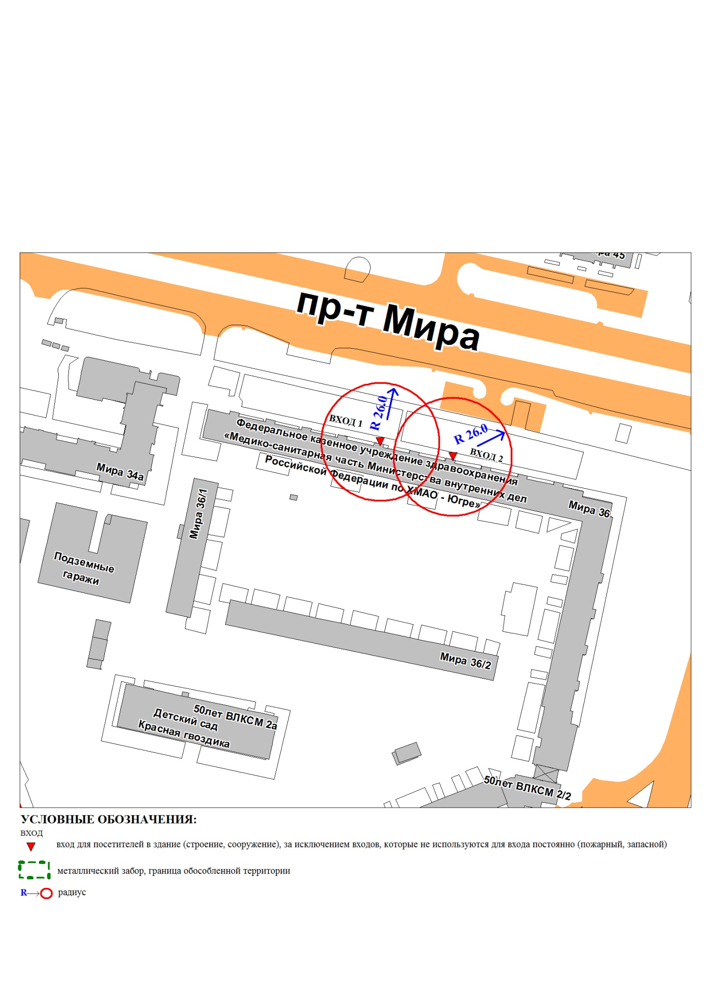 ра 45
пр-т Мира
R 26.0
ВХОД 1
R 26.0
ВХОД 2
Федеральное казенное учреждение здравоохранения
«Медико-санитарная часть Министерства внутренних дел
Российской Федерации по ХМАО - Югре»
Мира 34а
Мира 36
Мира 36/1
Подземные
гаражи
Мира 36/2
50лет ВЛКСМ 2а
Детский сад
Красная гвоздика
50лет ВЛКСМ 2/2
УСЛОВНЫЕ ОБОЗНАЧЕНИЯ:
ВХОД
вход для посетителей в здание (строение, сооружение), за исключением входов, которые не используются для входа постоянно (пожарный, запасной)
металлический забор, граница обособленной территории
R
радиус